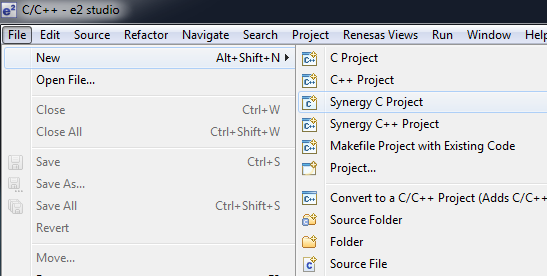 C/C++ - e2 studio
File Edit Source Refactor Navigate Search Project Renesas Views Run Window
New Alt+Shift+N
Open File...
Close Ctrl+W
Close All Ctrl+Shift+W
Save Ctrl+S
Save As...
Save All Ctrl+Shift+S
Revert
Move...
C Project
C++ Project
Synergy C Project
Synergy C++ Project
Makefile Project with Existing Code
Project...
Convert to a C/C++ Project (Adds C/C++
Source Folder
Folder
Source File